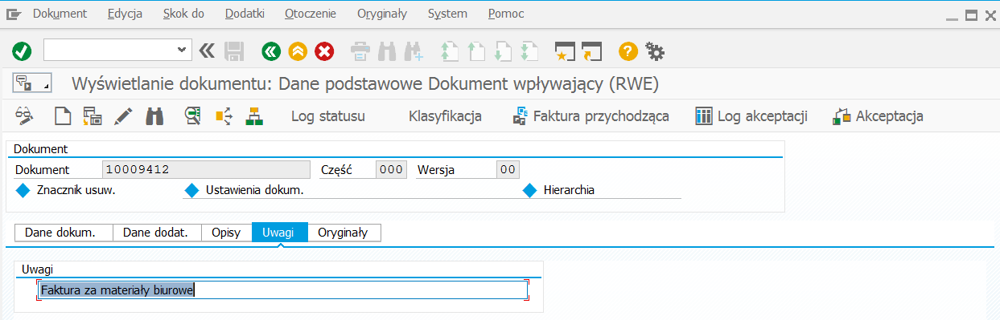 Dokument Edycja Skok do Dodatki Otoczenie Oryginały System Pomoc
Wyświetlanie dokumentu: Dane podstawowe Dokument wpływający (RWE)
Log statusu Klasyfikacja Faktura przychodząca Log akceptacji Akceptacja
Dokument
Dokument 10009412 Część 000 Wersja 00
Znacznik usuw. Ustawienia dokum. Hierarchia
Dane dokum. Dane dodat. Opisy Uwagi Oryginały
Uwagi
Faktura za materiały biurowe